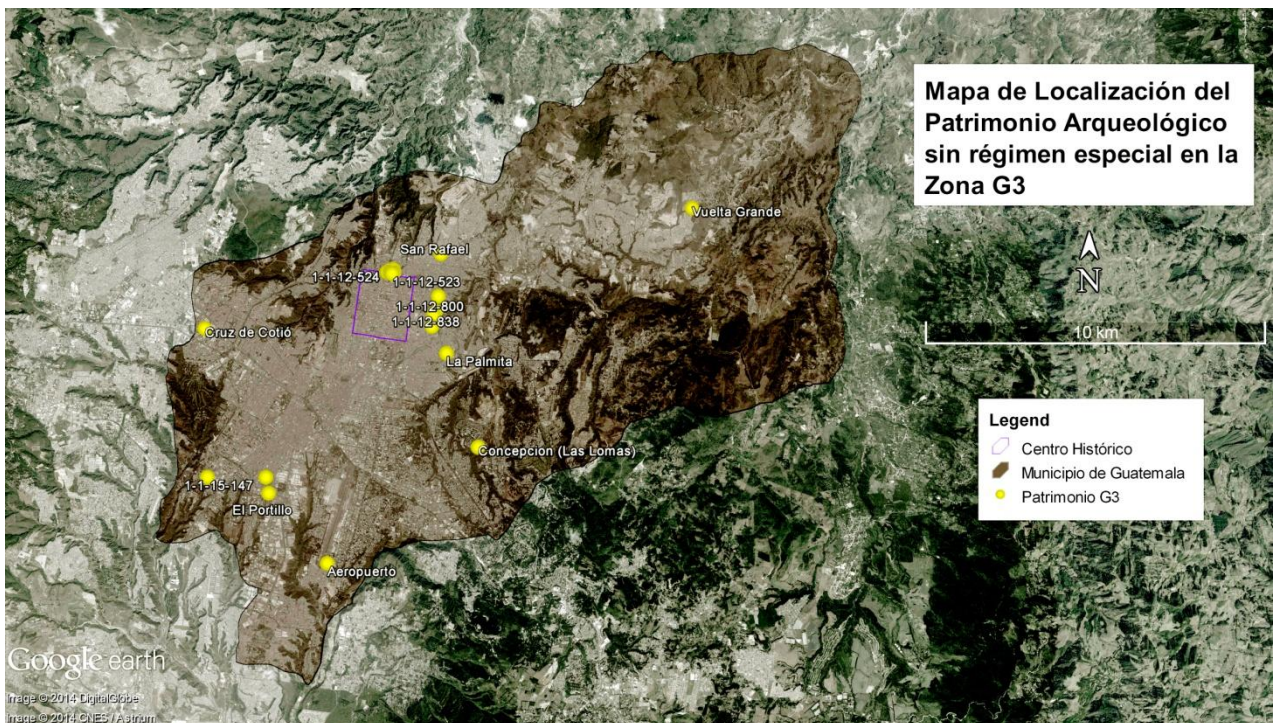 Mapa de Localización del
Patrimonio Arqueológico
sin régimen especial en la
Zona G3
Vuelta Grande
San Rafael
1-1-12-524
1-1-12-523
1-1-12-800
1-1-12-838
Cruz de Cotió
La Palmita
Concepcion (Las Lomas)
1-1-15-147
El Portillo
Aeropuerto
N
10 km
Legend
Centro Histórico
Municipio de Guatemala
Patrimonio G3
Google earth
Image © 2014 DigitalGlobe
Image © 2014 CNES / Astrium